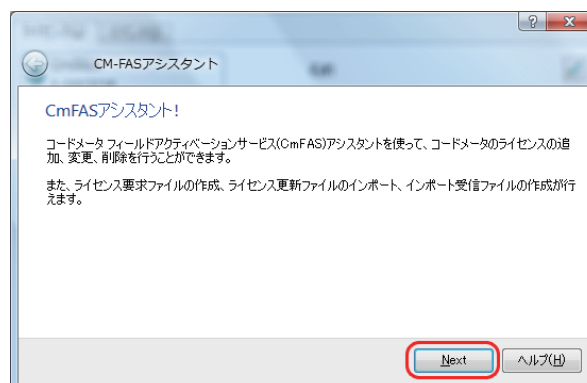 CM-FASアシスタント
CmFASアシスタント!
コードメータ フィールドアクティベーションサービス(CmFAS)アシスタントを使って、コードメータのライセンスの追
加、変更、削除を行うことができます。
また、ライセンス要求ファイルの作成、ライセンス更新ファイルのインポート、インポート受信ファイルの作成が行
えます。
Next
ヘルプ(H)